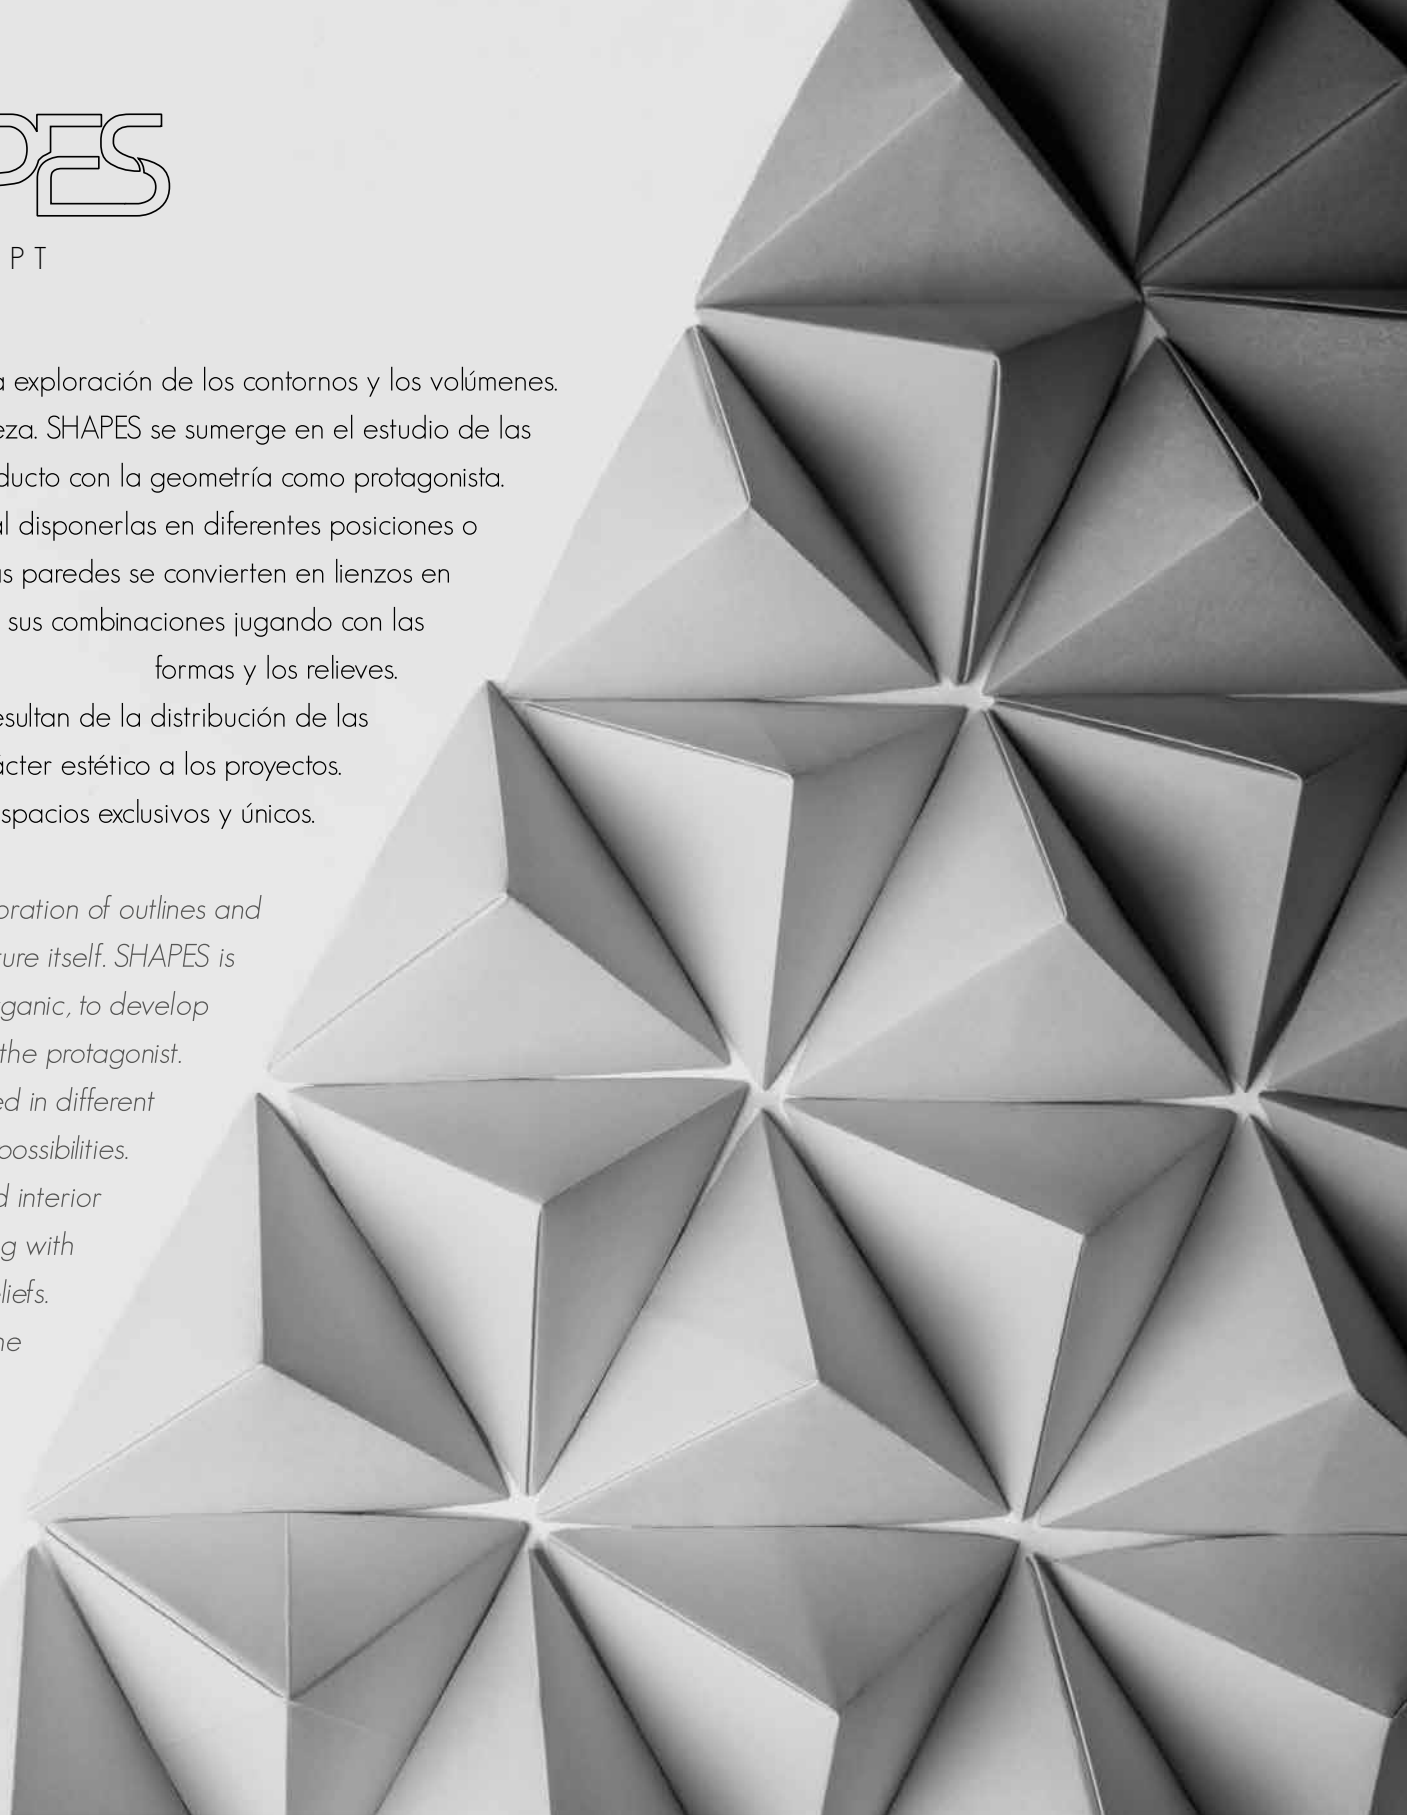 PES
PT
a exploración de los contornos y los volúmenes.
eza. SHAPES se sumerge en el estudio de las
ducto con la geometría como protagonista.
al disponerlas en diferentes posiciones o
as paredes se convierten en lienzos en
sus combinaciones jugando con las
formas y los relieves.
esultan de la distribución de las
ácter estético a los proyectos.
spacios exclusivos y únicos.
oration of outlines and
ture itself. SHAPES is
ganic, to develop
the protagonist.
ed in different
possibilities.
d interior
g with
liefs.
ne